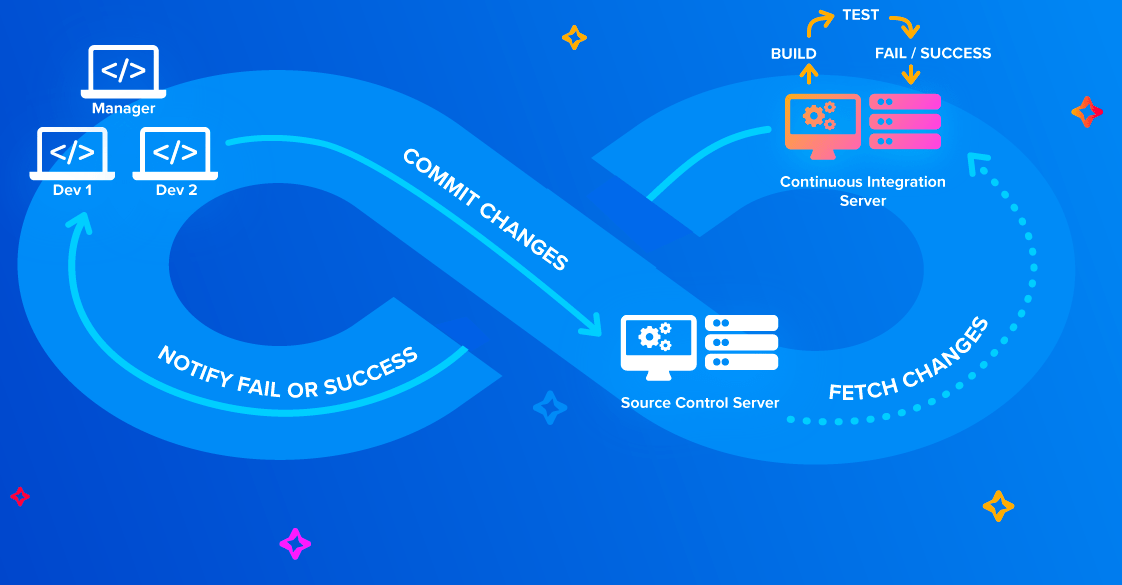 TEST
BUILD
FAIL / SUCCESS
</>
Manager
</>
</>
Dev 1
Dev 2
COMMIT CHANGES
Continuous Integration
Server
NOTIFY FAIL OR SUCCESS
Source Control Server
FETCH CHANGES